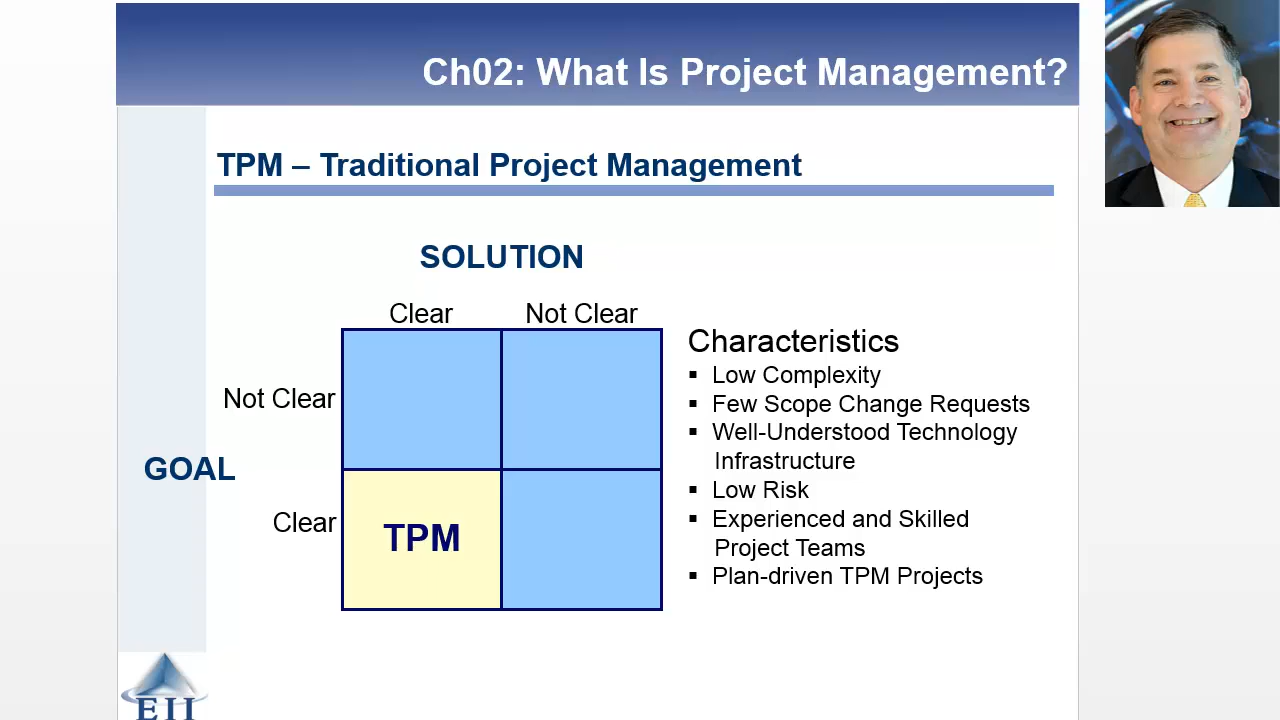 Ch02: What Is Project Management?
TPM – Traditional Project Management
SOLUTION
Clear Not Clear
Not Clear
GOAL
Clear
TPM
Characteristics
▪ Low Complexity
▪ Few Scope Change Requests
▪ Well-Understood Technology
Infrastructure
▪ Low Risk
▪ Experienced and Skilled
Project Teams
▪ Plan-driven TPM Projects
EII